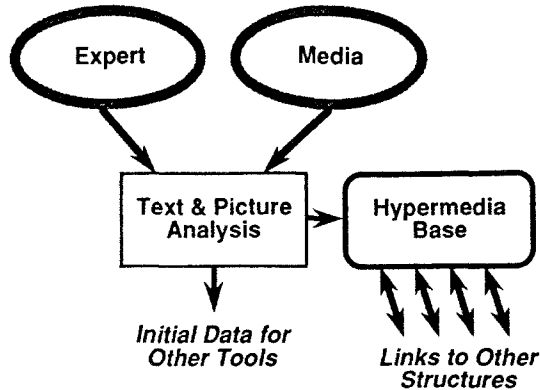 Expert
Media
Text & Picture
Analysis
Hypermedia
Base
Initial Data for
Other Tools
Links to Other
Structures